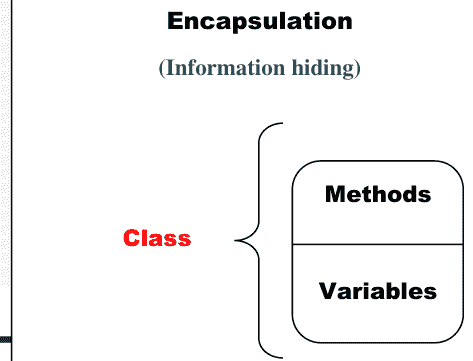 Encapsulation
(Information hiding)
Methods
Class
Variables